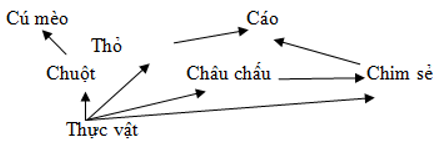 Cú mèo
Cáo
Thỏ
Chuột
Châu chấu
Chim sẻ
Thực vật